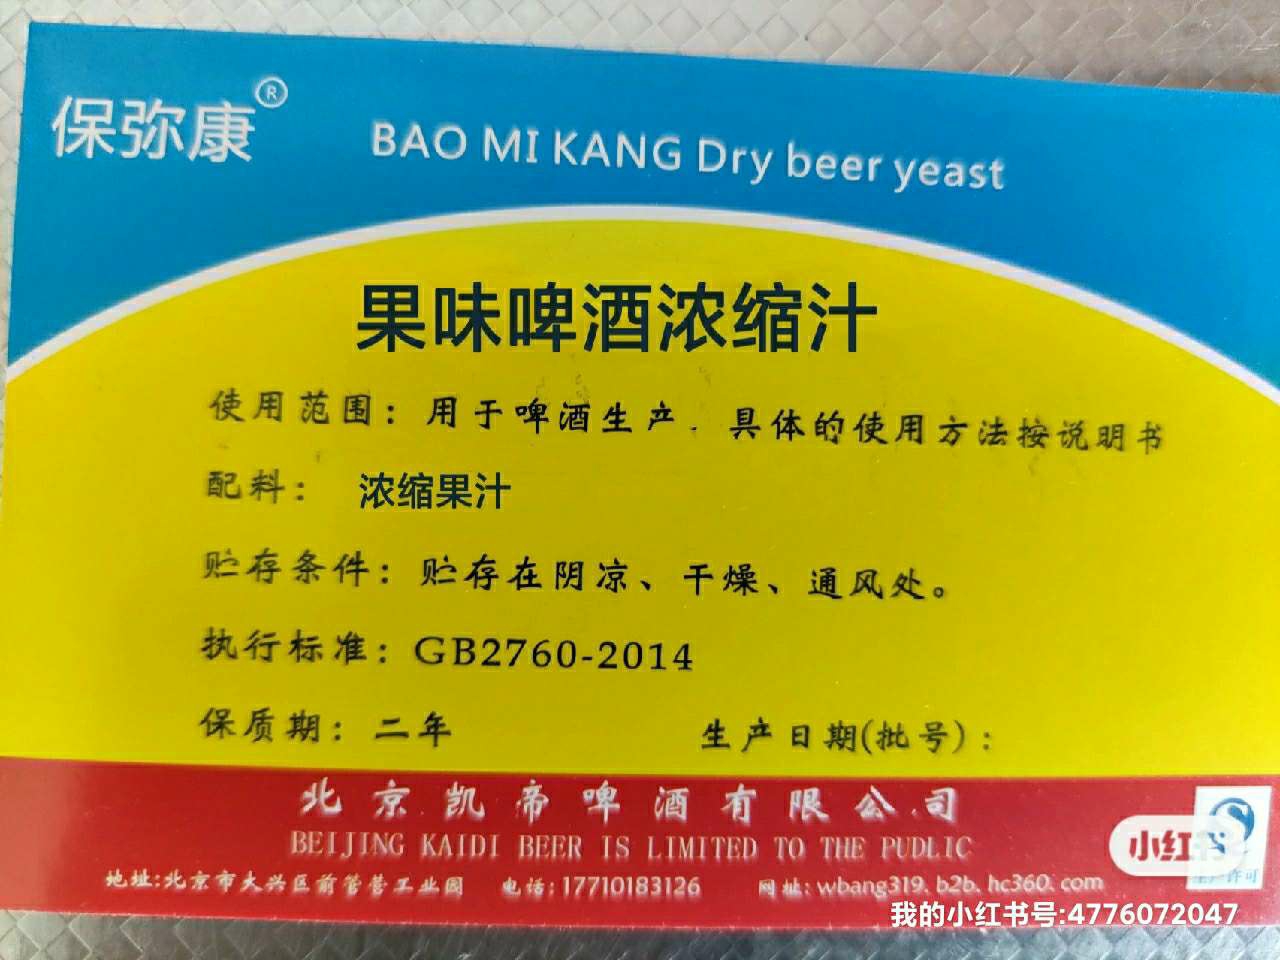 保弥康®
BAO MI KANG Dry beer yeast
果味啤酒浓缩汁
使用范围：用于啤酒生产．具体的使用方法按说明书
配料： 浓缩果汁
贮存条件：贮存在阴凉、干燥、通风处。
执行标准：GB2760-2014
保质期：二年 生产日期(批号)：
北京凯帝啤酒有限公司
BEIJING KAIDI BEER IS LIMITED TO THE PUDLIC
地址:北京市大兴区前管营工业园 电话:17710183126 网址:wbang319.b2b.hc360.com
小红书
生产许可
我的小红书号:4776072047